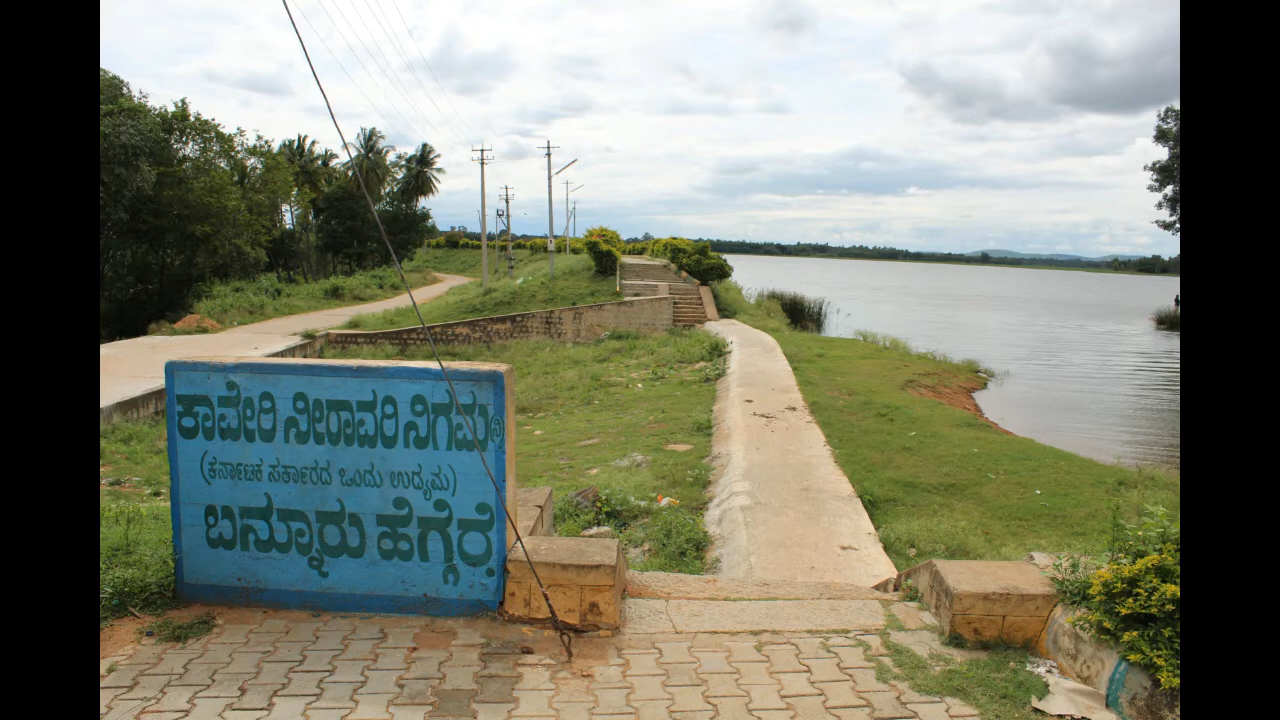 ಕಾವೇರಿ ನೀರಾವರಿ ನಿಗಮ(ನಿ)
(ಕರ್ನಾಟಕ ಸರ್ಕಾರದ ಒಂದು ಉದ್ಯಮ)
ಬನ್ನೂರು ಹೆಗ್ಗೆರೆ